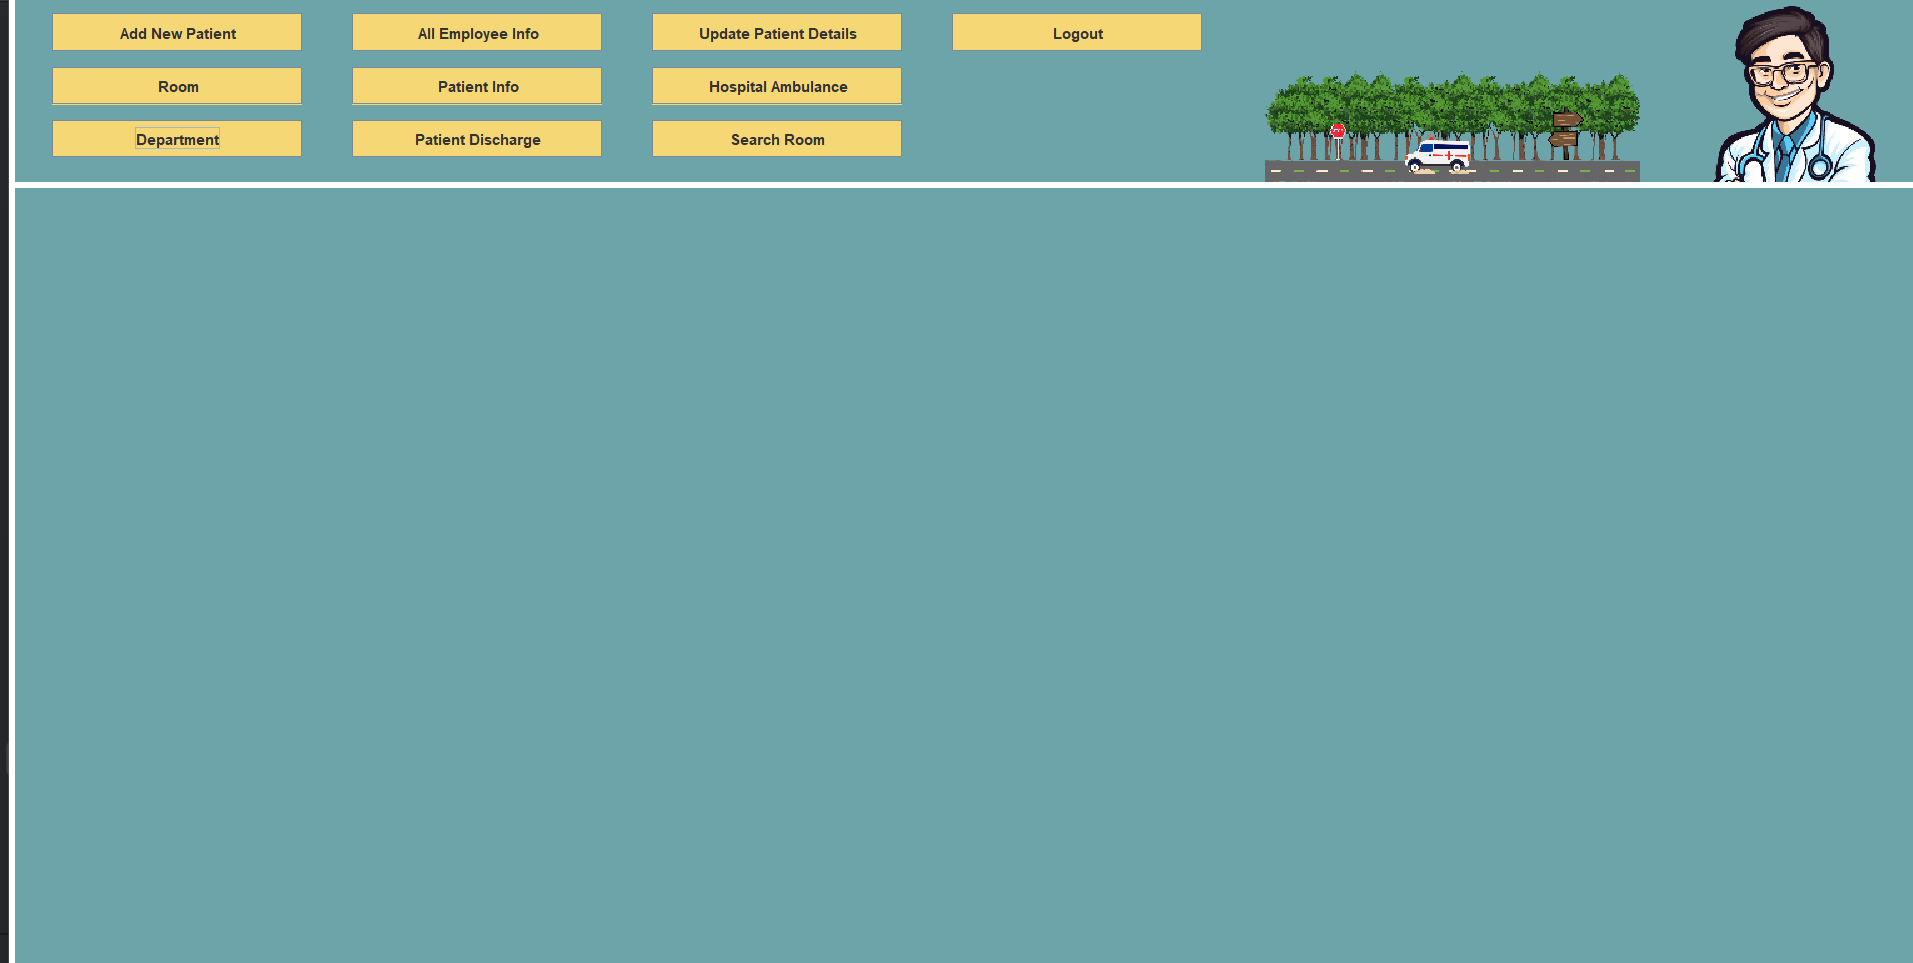 Add New Patient
All Employee Info
Update Patient Details
Logout
Room
Patient Info
Hospital Ambulance
Department
Patient Discharge
Search Room